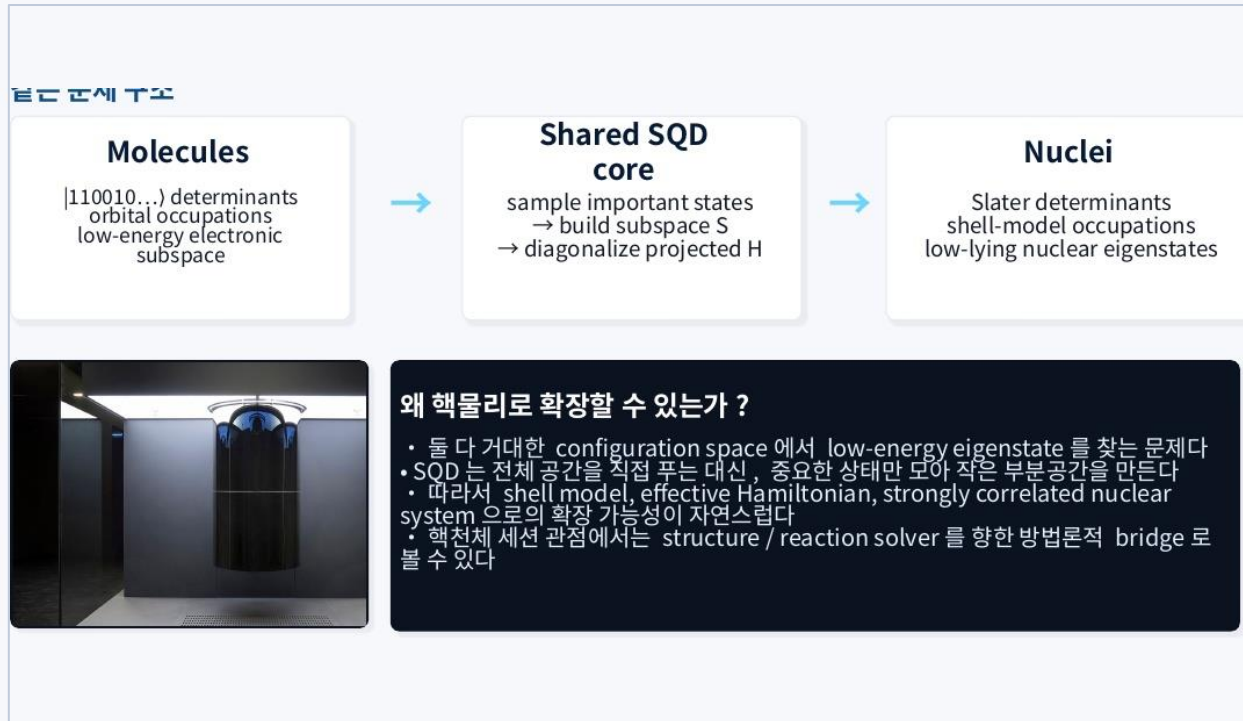 같은 문제 구조
Molecules
|110010…⟩ determinants
orbital occupations
low-energy electronic
subspace
→
Shared SQD
core
sample important states
→ build subspace S
→ diagonalize projected H
→
Nuclei
Slater determinants
shell-model occupations
low-lying nuclear eigenstates
왜 핵물리로 확장할 수 있는가 ?
• 둘 다 거대한 configuration space 에서 low-energy eigenstate 를 찾는 문제다
• SQD 는 전체 공간을 직접 푸는 대신 , 중요한 상태만 모아 작은 부분공간을 만든다
• 따라서 shell model, effective Hamiltonian, strongly correlated nuclear
system 으로의 확장 가능성이 자연스럽다
• 핵천체 세션 관점에서는 structure / reaction solver 를 향한 방법론적 bridge 로
볼 수 있다